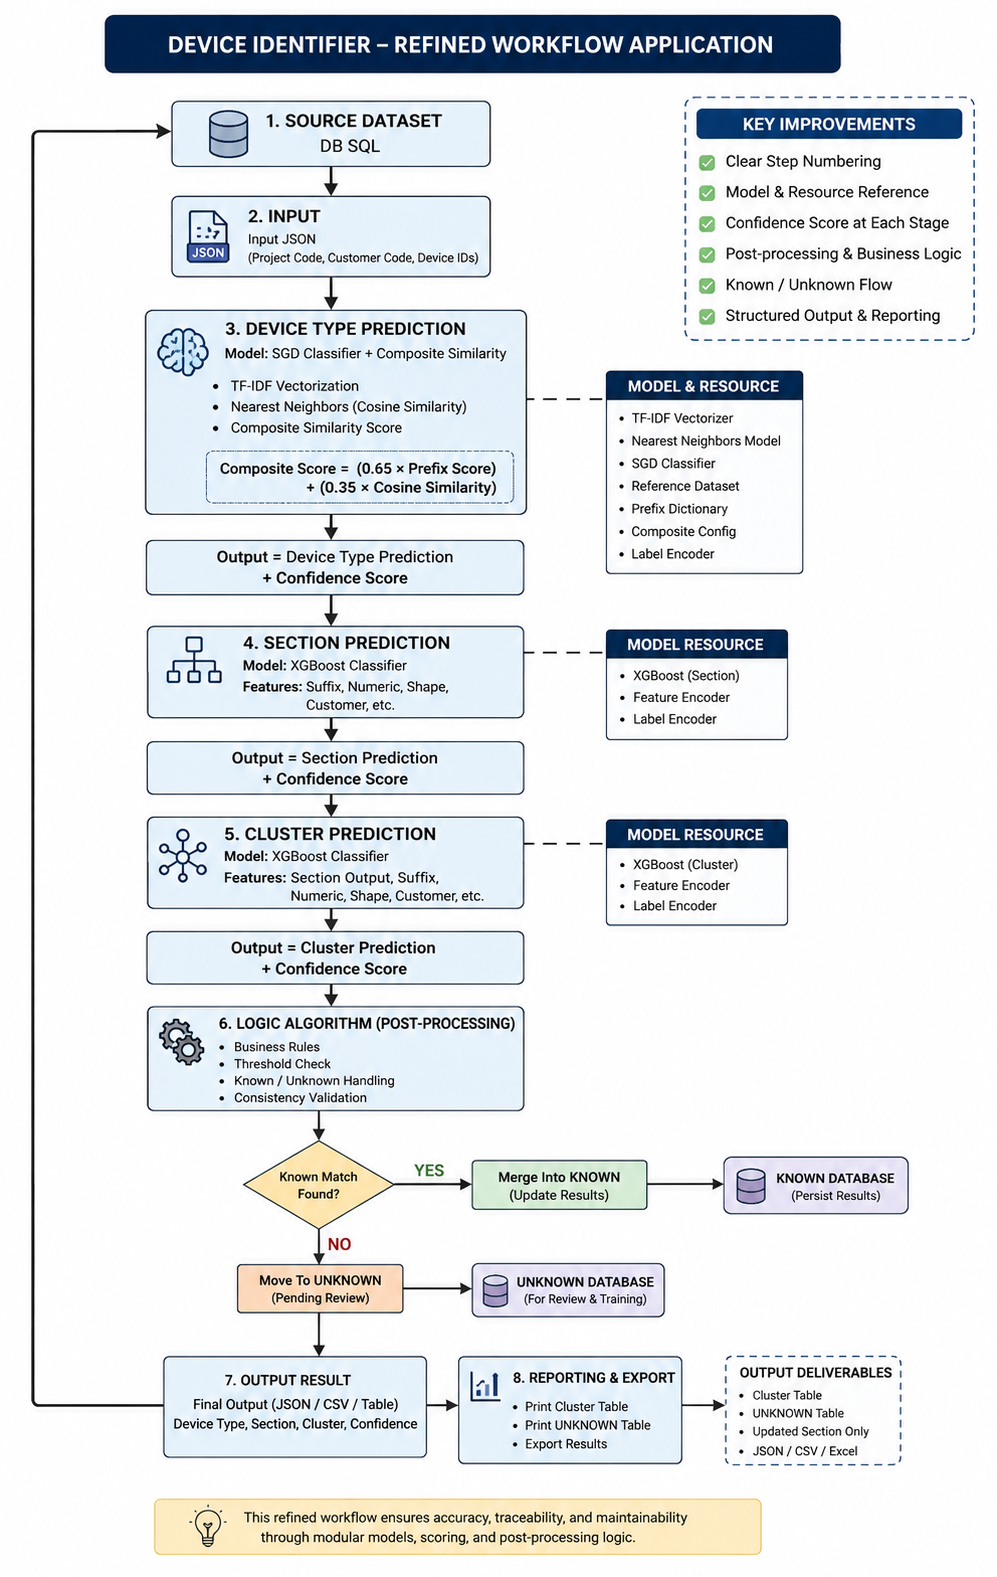 DEVICE IDENTIFIER – REFINED WORKFLOW APPLICATION
1. SOURCE DATASET
DB SQL
KEY IMPROVEMENTS
Clear Step Numbering
Model & Resource Reference
Confidence Score at Each Stage
Post-processing & Business Logic
Known / Unknown Flow
Structured Output & Reporting
JSON
2. INPUT
Input JSON
(Project Code, Customer Code, Device IDs)
3. DEVICE TYPE PREDICTION
Model: SGD Classifier + Composite Similarity
• TF-IDF Vectorization
• Nearest Neighbors (Cosine Similarity)
• Composite Similarity Score
Composite Score = (0.65 × Prefix Score)
+ (0.35 × Cosine Similarity)
MODEL & RESOURCE
• TF-IDF Vectorizer
• Nearest Neighbors Model
• SGD Classifier
• Reference Dataset
• Prefix Dictionary
• Composite Config
• Label Encoder
Output = Device Type Prediction
+ Confidence Score
4. SECTION PREDICTION
Model: XGBoost Classifier
Features: Suffix, Numeric, Shape,
Customer, etc.
MODEL RESOURCE
• XGBoost (Section)
• Feature Encoder
• Label Encoder
Output = Section Prediction
+ Confidence Score
5. CLUSTER PREDICTION
Model: XGBoost Classifier
Features: Section Output, Suffix,
Numeric, Shape, Customer, etc.
MODEL RESOURCE
• XGBoost (Cluster)
• Feature Encoder
• Label Encoder
Output = Cluster Prediction
+ Confidence Score
6. LOGIC ALGORITHM (POST-PROCESSING)
• Business Rules
• Threshold Check
• Known / Unknown Handling
• Consistency Validation
Known Match
Found?
YES
Merge Into KNOWN
(Update Results)
KNOWN DATABASE
(Persist Results)
NO
Move To UNKNOWN
(Pending Review)
UNKNOWN DATABASE
(For Review & Training)
7. OUTPUT RESULT
Final Output (JSON / CSV / Table)
Device Type, Section, Cluster, Confidence
8. REPORTING & EXPORT
• Print Cluster Table
• Print UNKNOWN Table
• Export Results
OUTPUT DELIVERABLES
• Cluster Table
• UNKNOWN Table
• Updated Section Only
• JSON / CSV / Excel
This refined workflow ensures accuracy, traceability, and maintainability
through modular models, scoring, and post-processing logic.